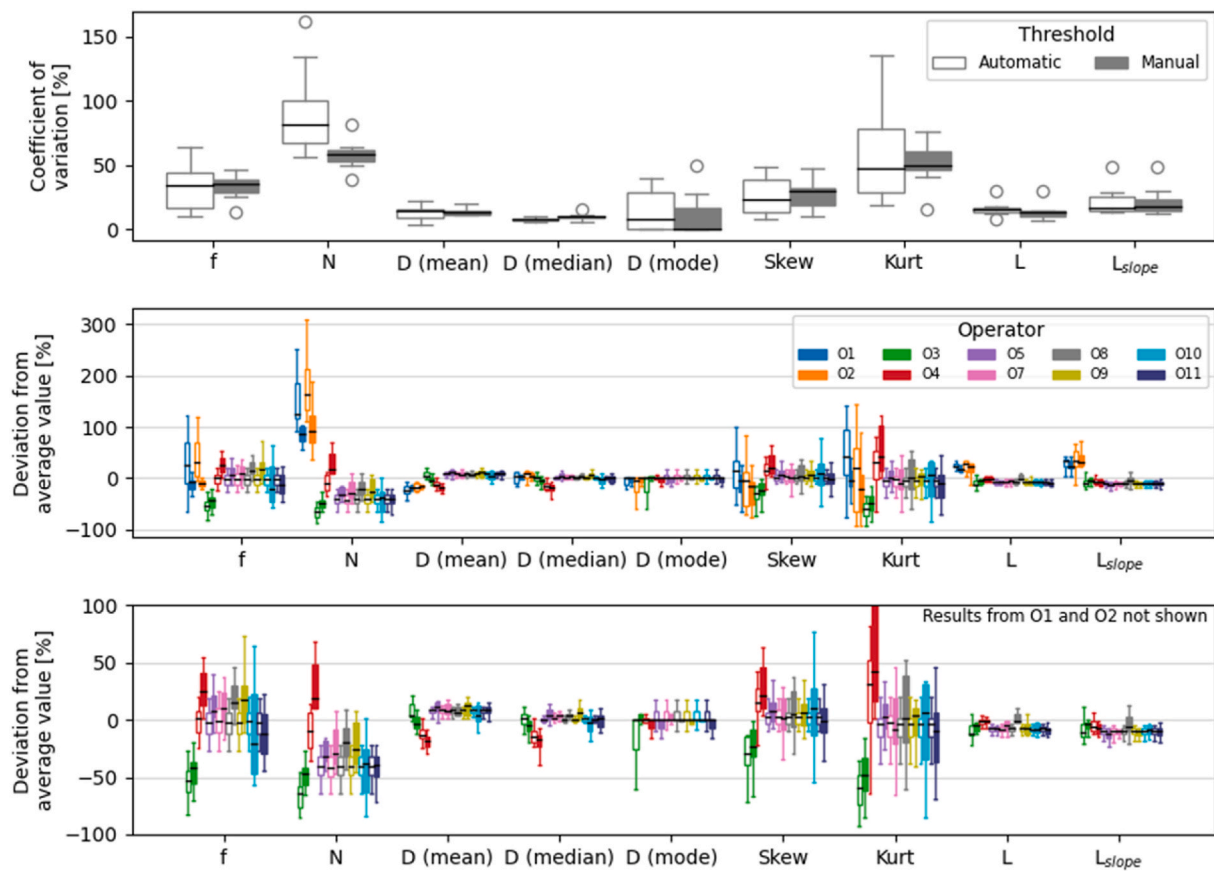 Coefficient of
variation [%]
150
100
50
0
Threshold
Automatic Manual
f N D (mean) D (median) D (mode) Skew Kurt L L slope
Deviation from
average value [%]
300
200
100
0
−100
Operator
O1 O3 O5 O8 O10
O2 O4 O7 O9 O11
f N D (mean) D (median) D (mode) Skew Kurt L L slope
Deviation from
average value [%]
100
50
0
−50
−100
Results from O1 and O2 not shown
f N D (mean) D (median) D (mode) Skew Kurt L L slope